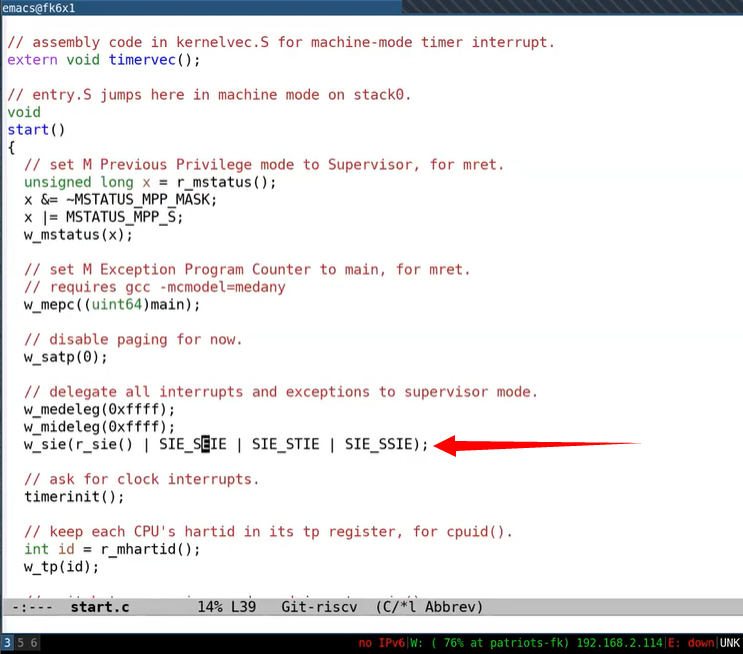 emacs@fk6x1
// assembly code in kernelvec.S for machine-mode timer interrupt.
extern void timervec();
// entry.S jumps here in machine mode on stack0.
void
start()
{
// set M Previous Privilege mode to Supervisor, for mret.
unsigned long x = r_mstatus();
x &= ~MSTATUS_MPP_MASK;
x |= MSTATUS_MPP_S;
w_mstatus(x);
// set M Exception Program Counter to main, for mret.
// requires gcc -mcmodel=medany
w_mepc((uint64)main);
// disable paging for now.
w_satp(0);
// delegate all interrupts and exceptions to supervisor mode.
w_medeleg(0xffff);
w_mideleg(0xffff);
w_sie(r_sie() | SIE_SEIE | SIE_STIE | SIE_SSIE);
// ask for clock interrupts.
timerinit();
// keep each CPU's hartid in its tp register, for cpuid().
int id = r_mhartid();
w_tp(id);
-:--- start.c 14% L39 Git-riscv (C/*l Abbrev)
3 5 6 no IPv6|W: ( 76% at patriots-fk) 192.168.2.114|E: down|UNK